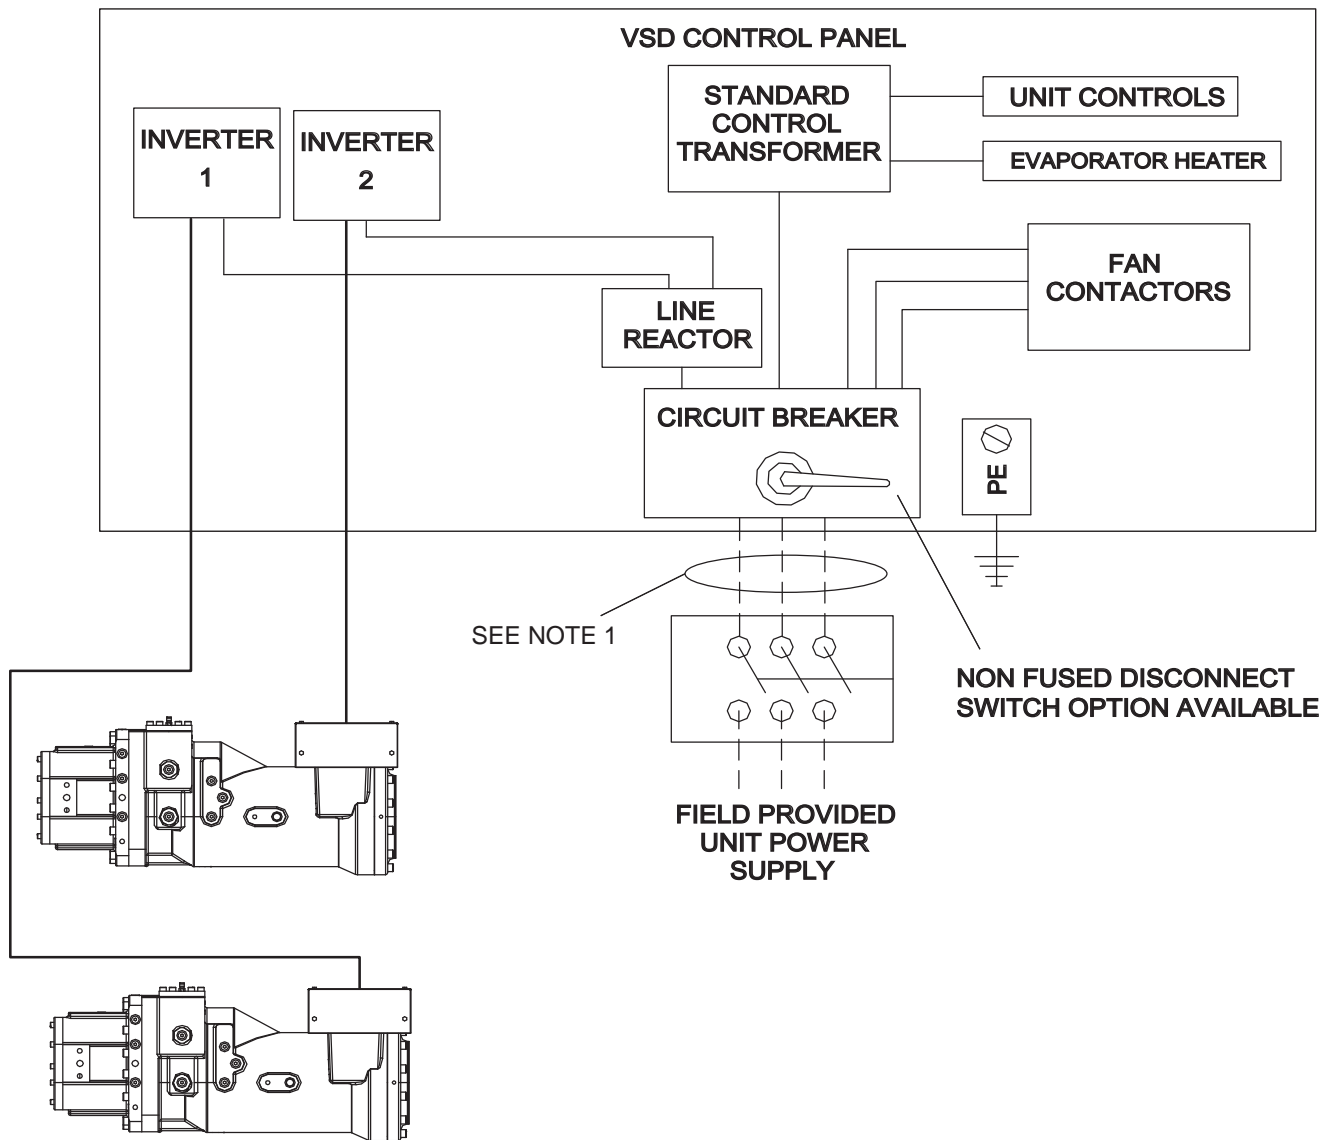 VSD CONTROL PANEL
INVERTER
1
INVERTER
2
STANDARD
CONTROL
TRANSFORMER
UNIT CONTROLS
EVAPORATOR HEATER
FAN
CONTACTORS
LINE
REACTOR
CIRCUIT BREAKER
PE
SEE NOTE 1
NON FUSED DISCONNECT
SWITCH OPTION AVAILABLE
FIELD PROVIDED
UNIT POWER
SUPPLY